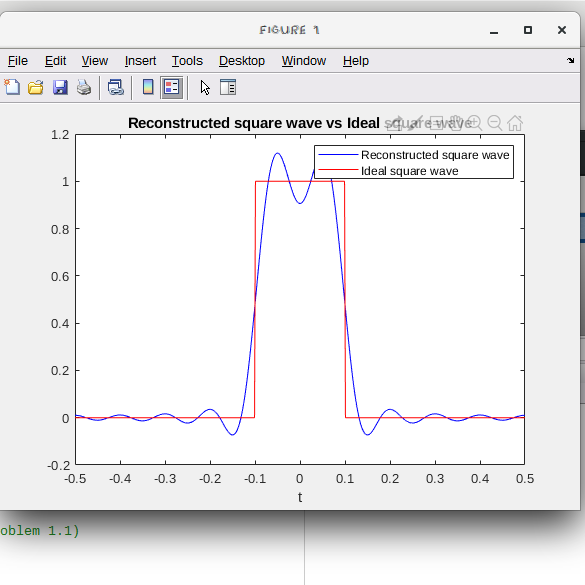 FIGURE 1
File Edit View Insert Tools Desktop Window Help
Reconstructed square wave vs Ideal square wave
Reconstructed square wave
Ideal square wave
1.2
1
0.8
0.6
0.4
0.2
0
-0.2
-0.5 -0.4 -0.3 -0.2 -0.1 0 0.1 0.2 0.3 0.4 0.5
t
oblem 1.1)